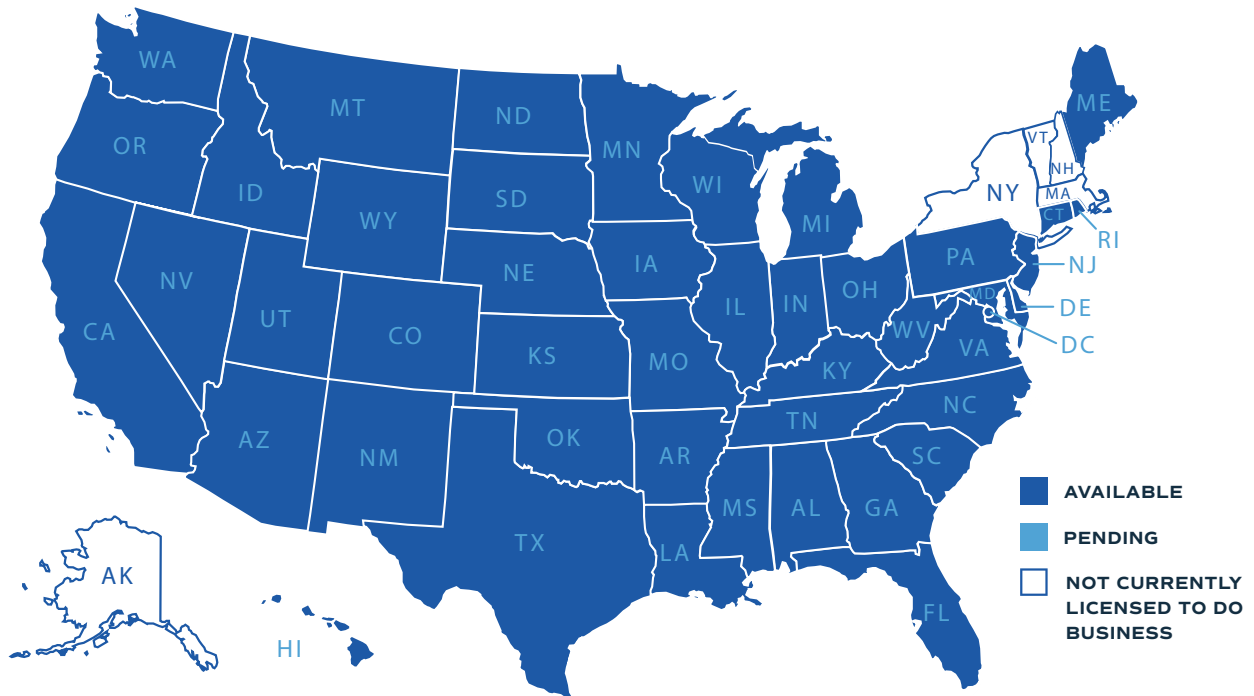 WA
MT
ND
MN
ME
OR
ID
SD
WI
VT
NH
NY
MA
WY
MI
CT
RI
NE
IA
PA
NJ
NV
UT
CO
IL
IN
OH
MD
DE
CA
KS
MO
WV
VA
DC
KY
AZ
NM
OK
AR
TN
NC
SC
MS
AL
GA
TX
LA
FL
AK
HI
AVAILABLE
PENDING
NOT CURRENTLY
LICENSED TO DO
BUSINESS